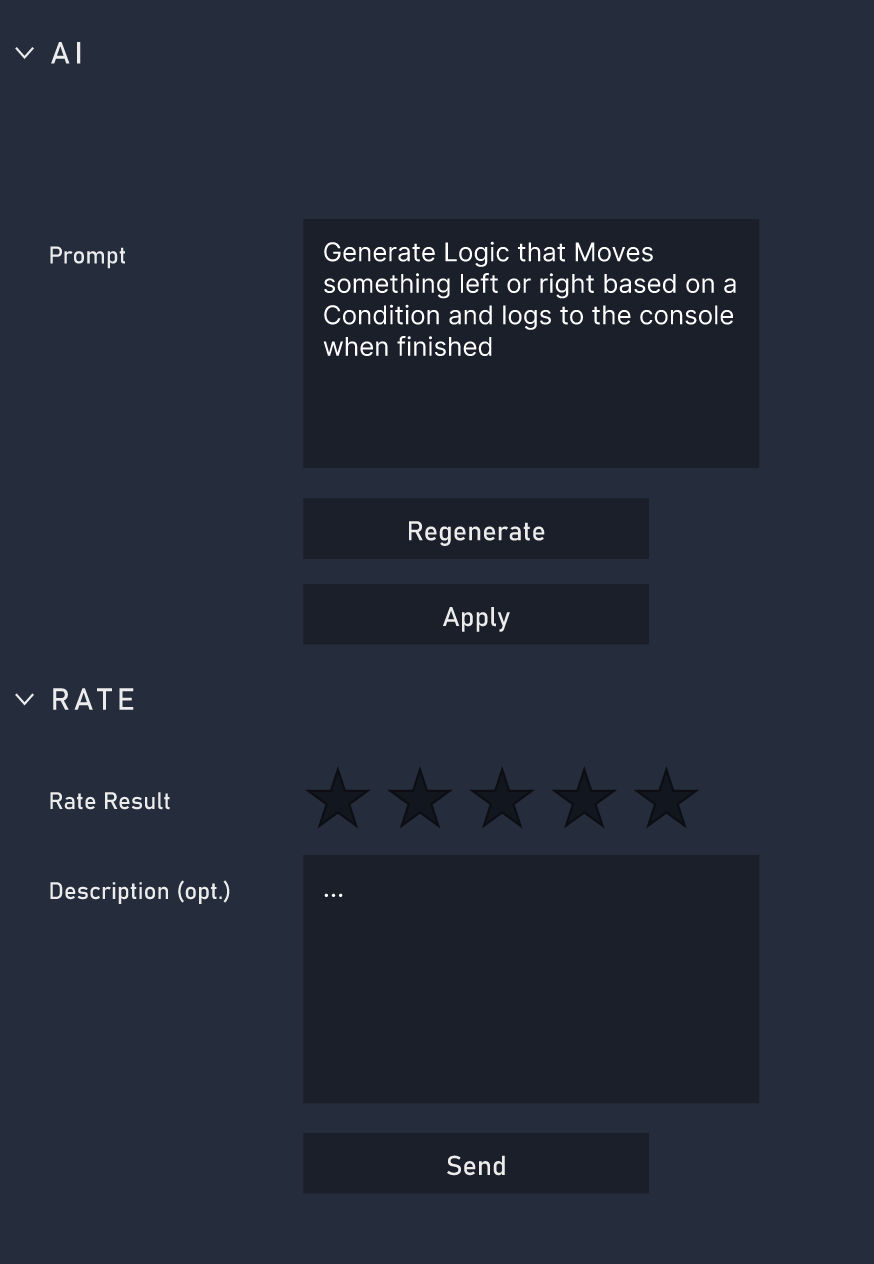 AI
Prompt
Generate Logic that Moves
something left or right based on a
Condition and logs to the console
when finished
Regenerate
Apply
RATE
Rate Result
Description (opt.)
...
Send